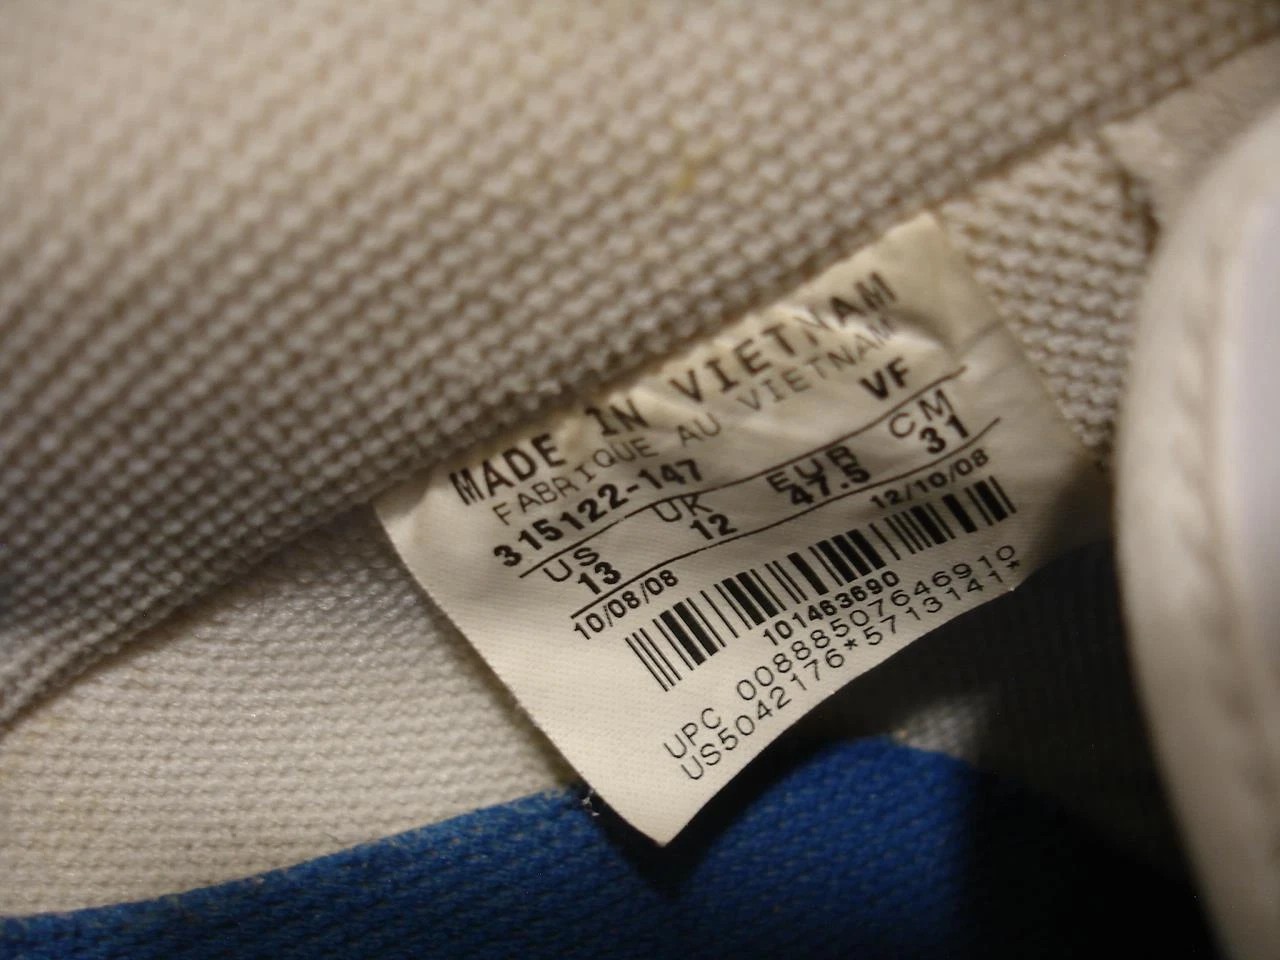 MADE IN VIETNAM
FABRIQUE AU VIETNAM
315122-147 VF
US UK EUR CM
13 12 47.5 31
10/08/08 12/10/08
101463690
UPC 00888507646910
US5042176*5713141*